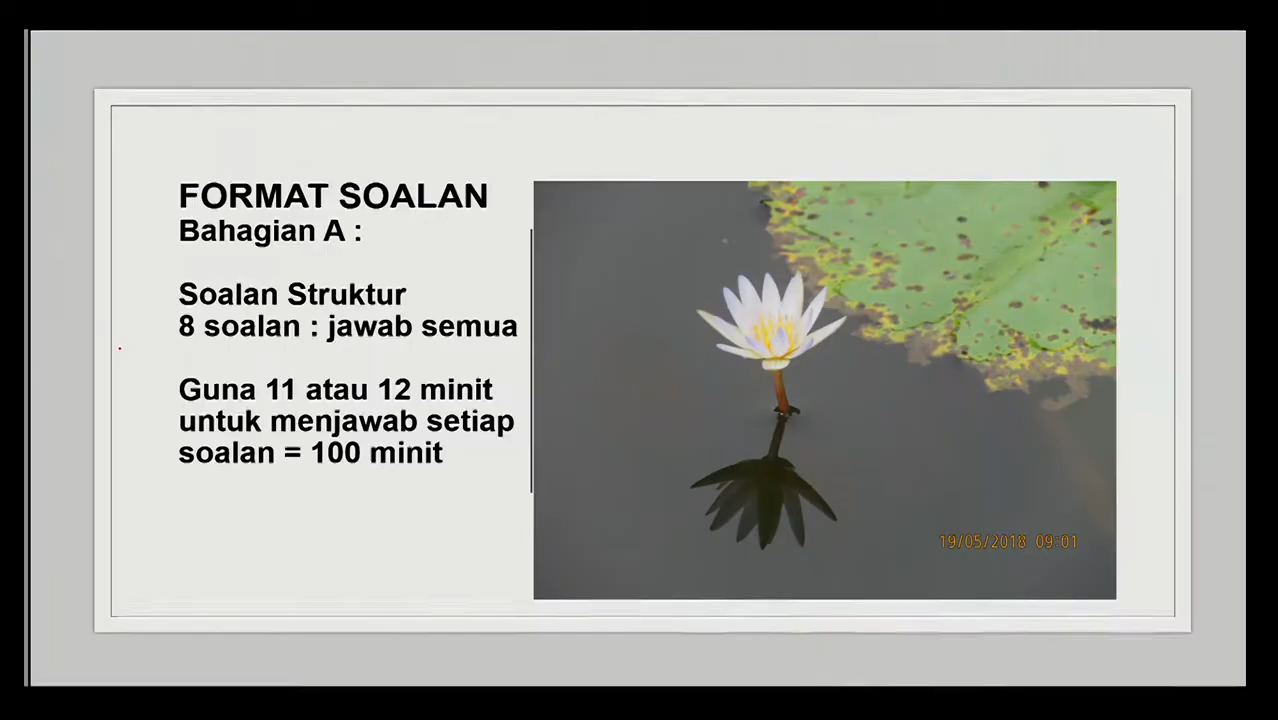 FORMAT SOALAN
Bahagian A :
Soalan Struktur
8 soalan : jawab semua
Guna 11 atau 12 minit
untuk menjawab setiap
soalan = 100 minit
19/05/2018 09:01